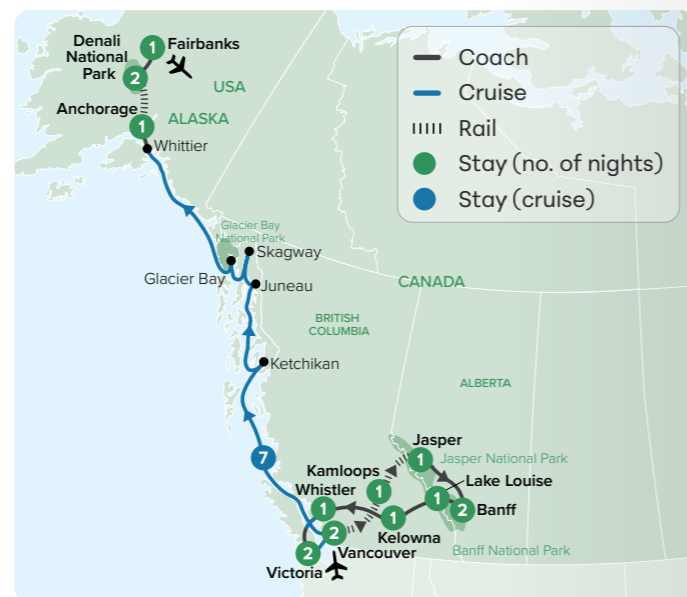 Denali
National
Park
2
1
Fairbanks
Anchorage
1
Whittier
USA
ALASKA
Coach
Cruise
Rail
Stay (no. of nights)
Stay (cruise)
Glacier Bay
National Park
Skagway
Glacier Bay
Juneau
CANADA
BRITISH
COLUMBIA
Ketchikan
ALBERTA
7
Jasper
1
Jasper National Park
Kamloops
1
Lake Louise
1
Whistler
1
2
Banff
1
Kelowna
2
Vancouver
2
Victoria
Banff National Park